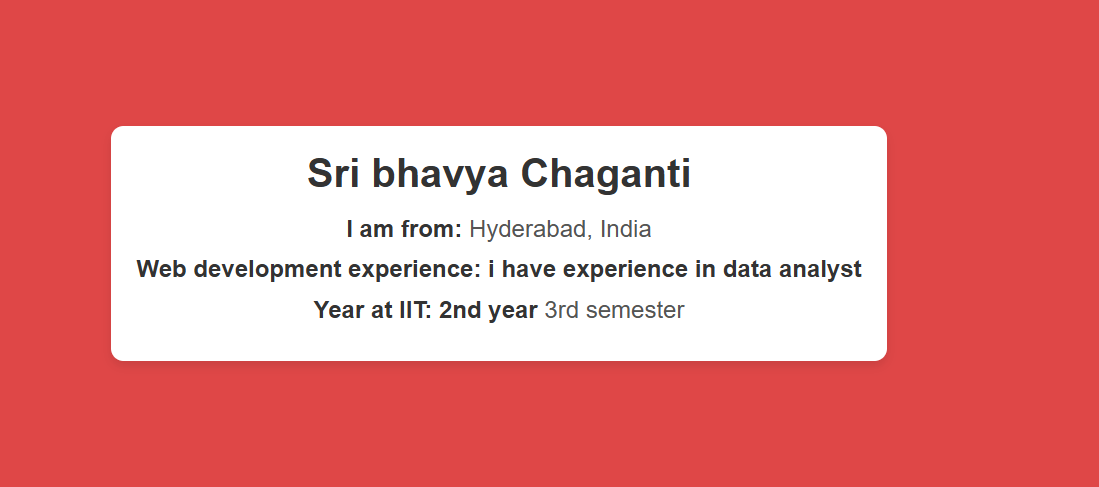 Sri bhavya Chaganti
I am from: Hyderabad, India
Web development experience: i have experience in data analyst
Year at IIT: 2nd year 3rd semester